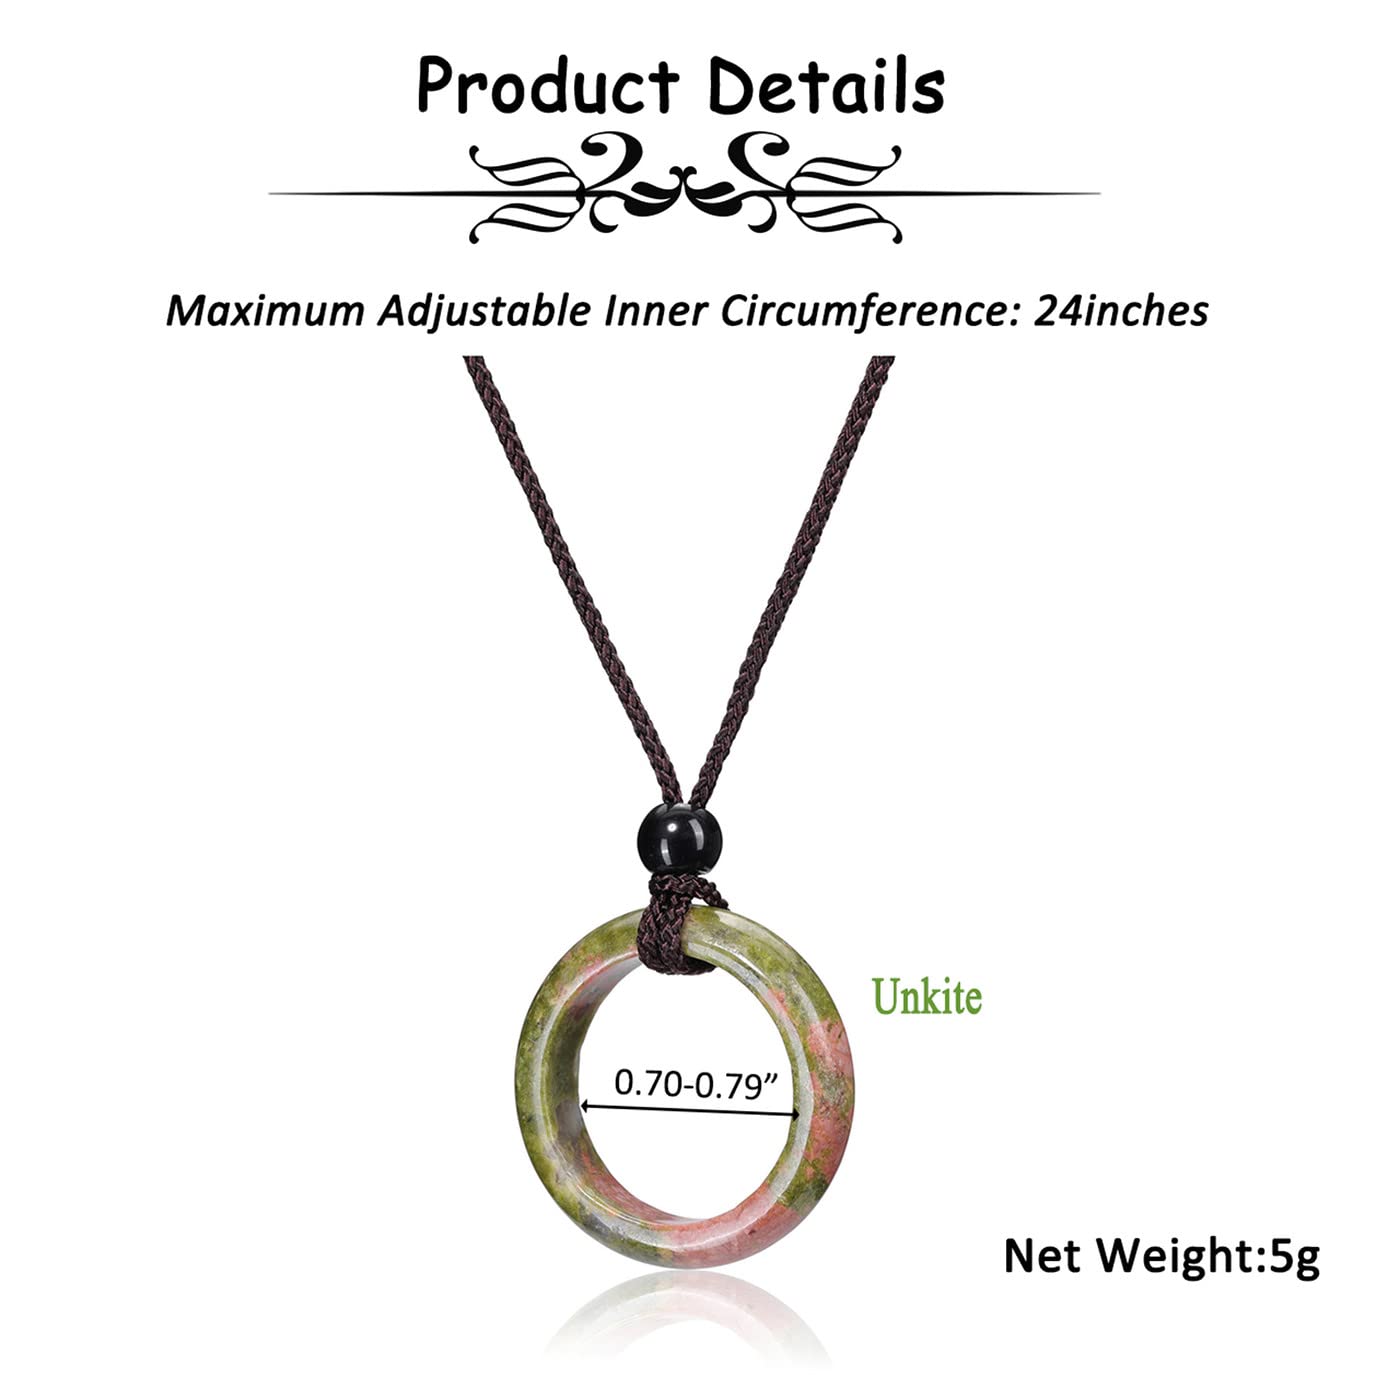 Product Details
Maximum Adjustable Inner Circumference: 24inches
Unkite
0.70-0.79”
Net Weight:5g